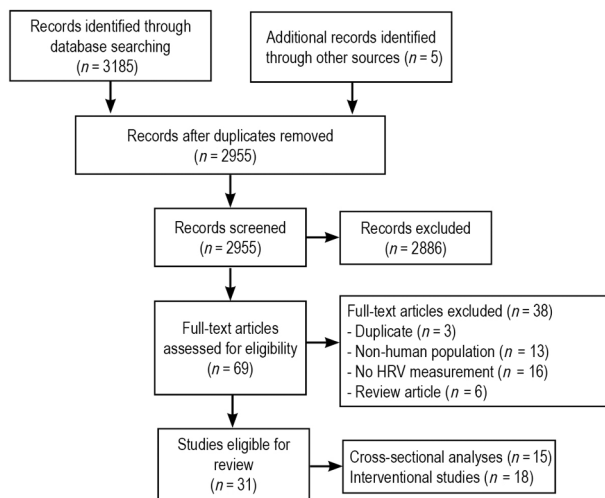 Records identified through
database searching
(n = 3185)
Additional records identified
through other sources (n = 5)
Records after duplicates removed
(n = 2955)
Records screened
(n = 2955)
Records excluded
(n = 2886)
Full-text articles
assessed for eligibility
(n = 69)
Full-text articles excluded (n = 38)
- Duplicate (n = 3)
- Non-human population (n = 13)
- No HRV measurement (n = 16)
- Review article (n = 6)
Studies eligible for
review
(n = 31)
Cross-sectional analyses (n = 15)
Interventional studies (n = 18)